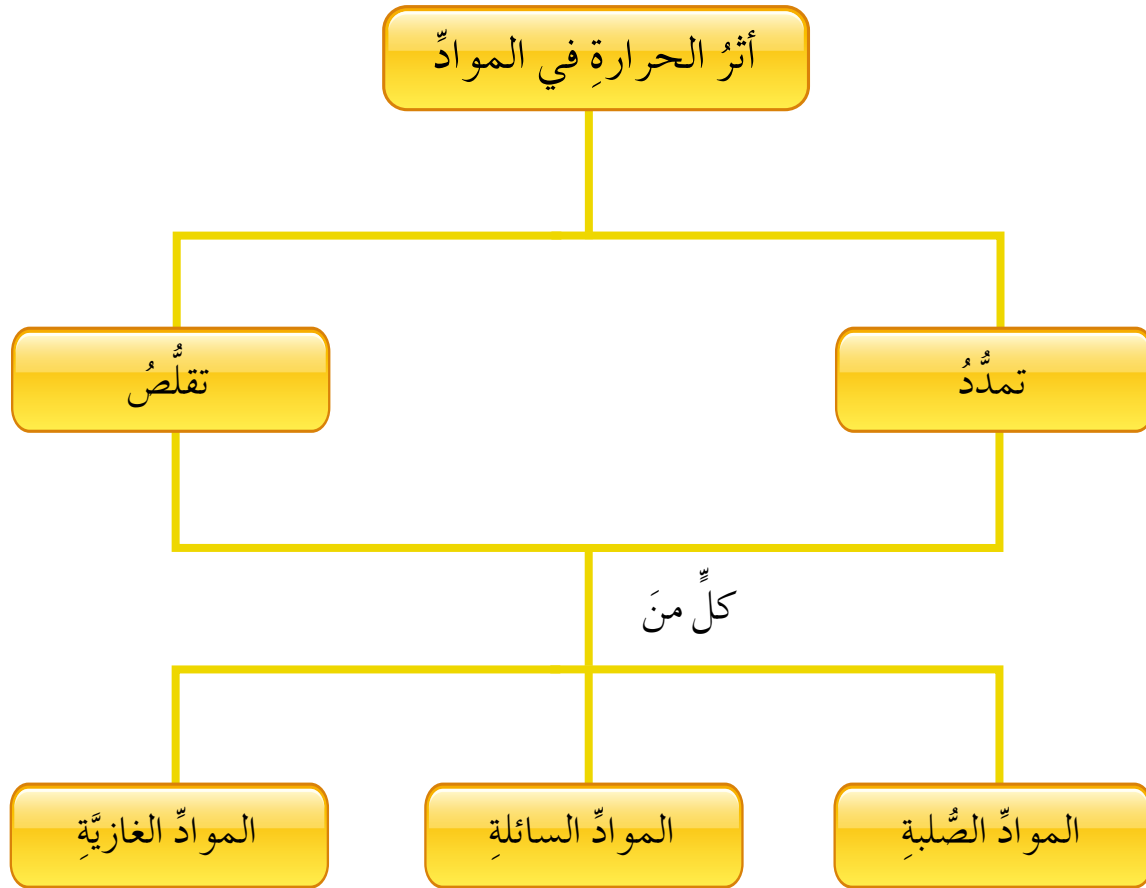 أثرُ الحرارةِ في الموادِّ
تمدُّدُ
تقلُّصُ
كلٍّ منَ
الموادِّ الصُّلبةِ
الموادِّ السائلةِ
الموادِّ الغازيَّةِ